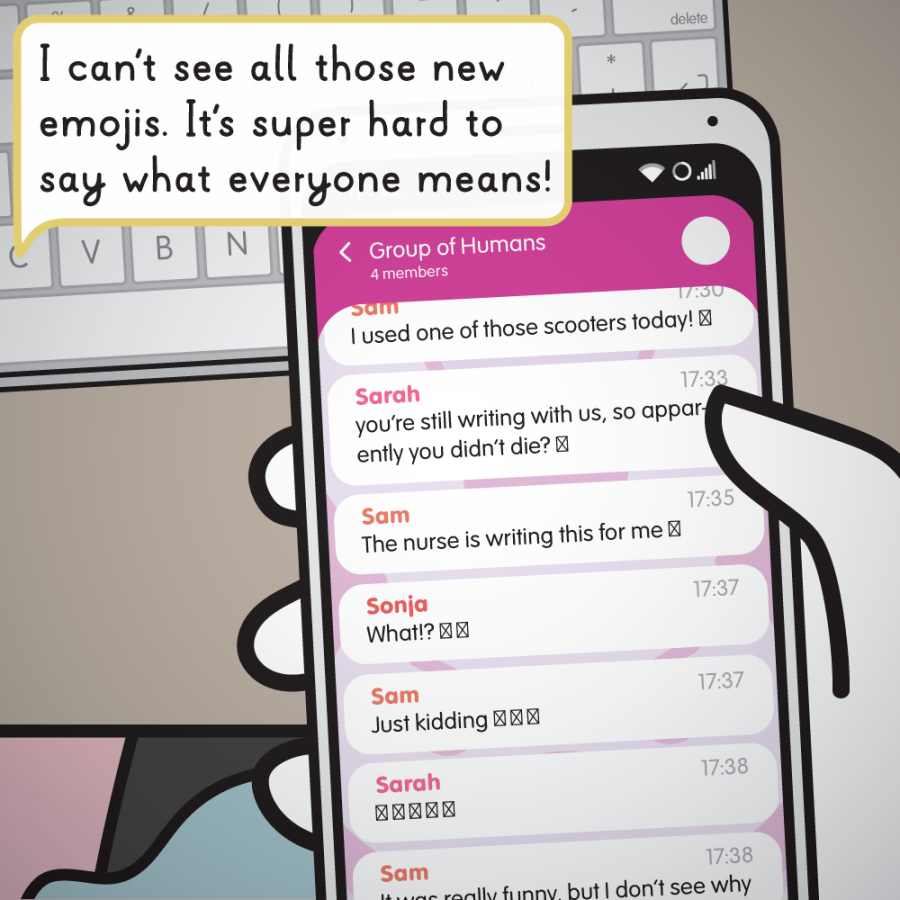 delete
I can't see all those new
emojis. It's super hard to
say what everyone means!
C V B N
Group of Humans
4 members
Sam 17:30
I used one of those scooters today! ☒
Sarah 17:33
you're still writing with us, so appar-
ently you didn't die? ☒
Sam 17:35
The nurse is writing this for me ☒
Sonja 17:37
What!? ☒☒
Sam 17:37
Just kidding ☒☒☒
Sarah 17:38
☒☒☒☒☒
Sam 17:38
It was really funny, but I don't see why